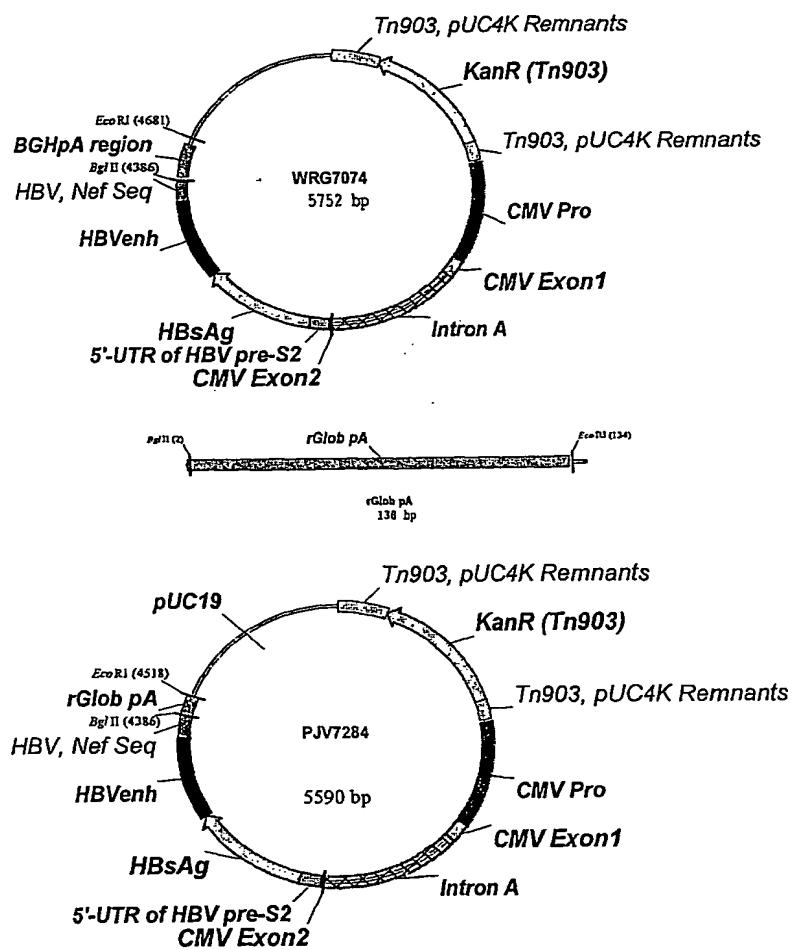 Tn903, pUC4K Remnants
KanR (Tn903)
EcoRI (4681)
BGHpA region
Tn903, pUC4K Remnants
BglII (4386)
HBV, Nef Seq
WRG7074
5752 bp
CMV Pro
HBVenh
CMV Exon1
HBsAg
Intron A
5'-UTR of HBV pre-S2
CMV Exon2
BglII (2)
rGlob pA
EcoRI (134)
rGlob pA
138 bp
Tn903, pUC4K Remnants
pUC19
KanR (Tn903)
EcoRI (4518)
rGlob pA
Tn903, pUC4K Remnants
BglII (4386)
HBV, Nef Seq
PJV7284
HBVenh
5590 bp
CMV Pro
CMV Exon1
HBsAg
Intron A
5'-UTR of HBV pre-S2
CMV Exon2